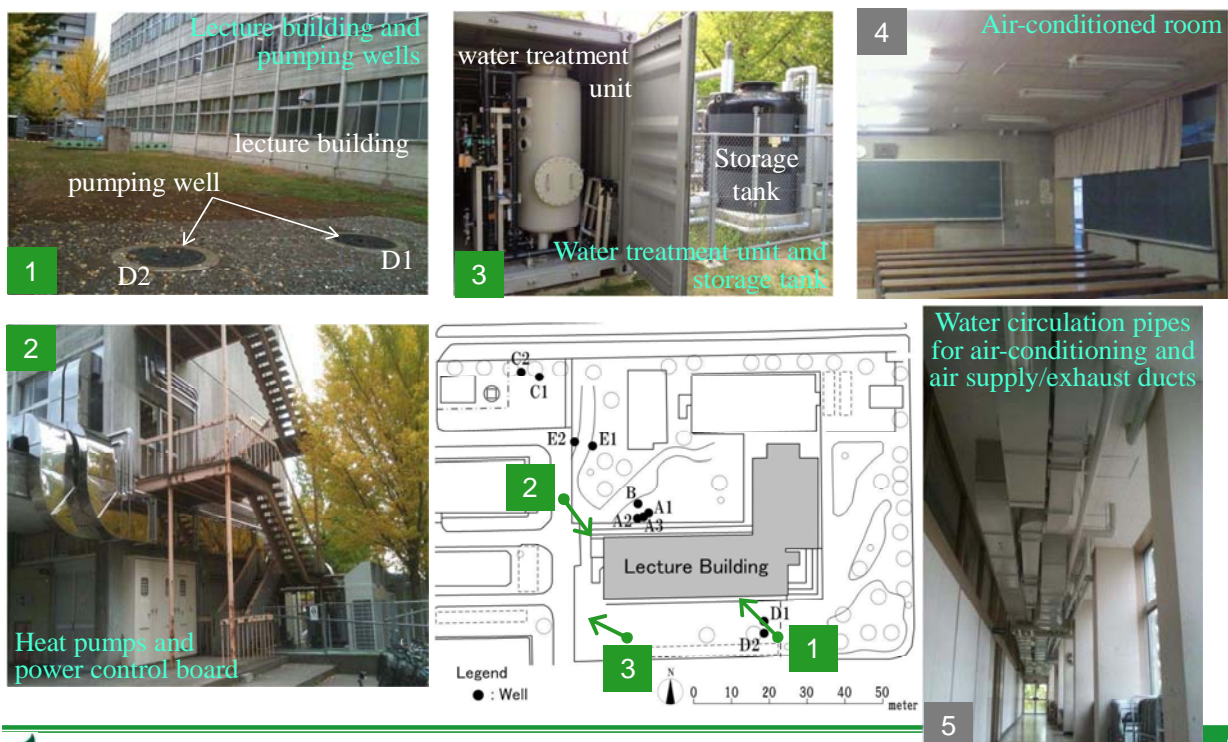 Lecture building and
pumping wells
lecture building
pumping well
D1
D2
1
water treatment
unit
Storage
tank
Water treatment unit and
storage tank
3
4
Air-conditioned room
2
Heat pumps and
power control board
C2
C1
E2
E1
2
B
A1
A2
A3
Lecture Building
D1
D2
1
3
Legend
: Well
N
0 10 20 30 40 50
meter
Water circulation pipes
for air-conditioning and
air supply/exhaust ducts
5